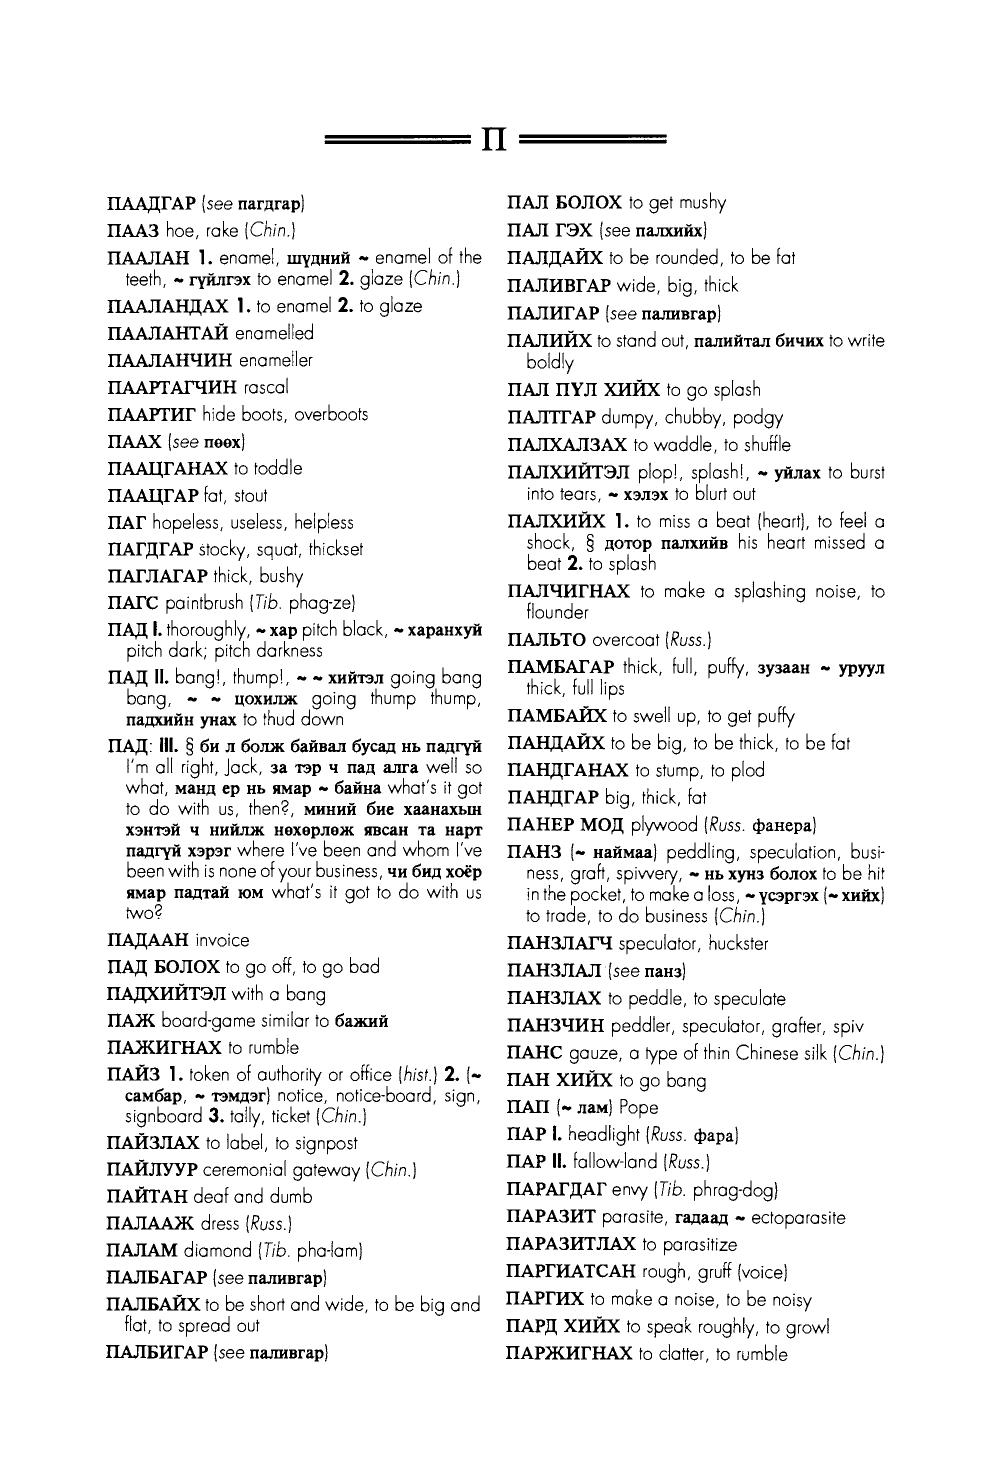 П
ПААДГАР (see пагдгар)
ПААЗ hoe, rake (Chin.)
ПААЛАН 1. enamel, шүдний ~ enamel of the
teeth, ~ гүйлгэх to enamel 2. glaze (Chin.)
ПААЛАНДАХ 1. to enamel 2. to glaze
ПААЛАНТАЙ enamelled
ПААЛАНЧИН enameller
ПААРТАГЧИН rascal
ПААРТИГ hide boots, overboots
ПААХ (see пөөх)
ПААЦГАНАХ to toddle
ПААЦГАР fat, stout
ПАГ hopeless, useless, helpless
ПАГДГАР stocky, squat, thickset
ПАГЛАГАР thick, bushy
ПАГС paintbrush (Tib. phag-ze)
ПАД I. thoroughly, ~ хар pitch black, ~ харанхуй
pitch dark; pitch darkness
ПАД II. bang!, thump!, ~ ~ хийтэл going bang
bang, ~ ~ цохилж going thump thump,
падхийн унах to thud down
ПАД: III. § би л болж байвал бусад нь падгүй
I'm all right, Jack, за тэр ч пад алга well so
what, манд ер нь ямар ~ байна what's it got
to do with us, then?, миний бие хаанахын
хэнтэй ч нийлж нөхөрлөж явсан та нарт
падгүй хэрэг where I've been and whom I've
been with is none of your business, чи бид хоёр
ямар падтай юм what's it got to do with us
two?
ПАДААН invoice
ПАД БОЛОХ to go off, to go bad
ПАДХИЙТЭЛ with a bang
ПАЖ board-game similar to бажий
ПАЖИГНАХ to rumble
ПАЙЗ 1. token of authority or office (hist.) 2. (~
самбар, ~ тэмдэг) notice, notice-board, sign,
signboard 3. tally, ticket (Chin.)
ПАЙЗЛАХ to label, to signpost
ПАЙЛУУР ceremonial gateway (Chin.)
ПАЙТАН deaf and dumb
ПАЛААЖ dress (Russ.)
ПАЛАМ diamond (Tib. pha-lam)
ПАЛБАГАР (see паливгар)
ПАЛБАЙХ to be short and wide, to be big and
flat, to spread out
ПАЛБИГАР (see паливгар)
ПАЛ БОЛОХ to get mushy
ПАЛ ГЭХ (see палхийх)
ПАЛДАЙХ to be rounded, to be fat
ПАЛИВГАР wide, big, thick
ПАЛИГАР (see паливгар)
ПАЛИЙХ to stand out, палийтал бичих to write
boldly
ПАЛ ПҮЛ ХИЙХ to go splash
ПАЛТГАР dumpy, chubby, podgy
ПАЛХАЛЗАХ to waddle, to shuffle
ПАЛХИЙТЭЛ plop!, splash!, ~ уйлах to burst
into tears, ~ хэлэх to blurt out
ПАЛХИЙХ 1. to miss a beat (heart), to feel a
shock, § дотор палхийв his heart missed a
beat 2. to splash
ПАЛЧИГНАХ to make a splashing noise, to
flounder
ПАЛЬТО overcoat (Russ.)
ПАМБАГАР thick, full, puffy, зузаан ~ уруул
thick, full lips
ПАМБАЙХ to swell up, to get puffy
ПАНДАЙХ to be big, to be thick, to be fat
ПАНДГАНАХ to stump, to plod
ПАНДГАР big, thick, fat
ПАНЕР МОД plywood (Russ. фанера)
ПАНЗ (~ наймаа) peddling, speculation, busi-
ness, graft, spivvery, ~ нь хунз болох to be hit
in the pocket, to make a loss, ~ үсэргэх (~ хийх)
to trade, to do business (Chin.)
ПАНЗЛАГЧ speculator, huckster
ПАНЗЛАЛ (see панз)
ПАНЗЛАХ to peddle, to speculate
ПАНЗЧИН peddler, speculator, grafter, spiv
ПАНС gauze, a type of thin Chinese silk (Chin.)
ПАН ХИЙХ to go bang
ПАП (~ лам) Pope
ПАР I. headlight (Russ. фара)
ПАР II. fallow-land (Russ.)
ПАРАГДАГ envy (Tib. phrag-dog)
ПАРАЗИТ parasite, гадаад ~ ectoparasite
ПАРАЗИТЛАХ to parasitize
ПАРГИАТСАН rough, gruff (voice)
ПАРГИХ to make a noise, to be noisy
ПАРД ХИЙХ to speak roughly, to growl
ПАРЖИГНАХ to clatter, to rumble